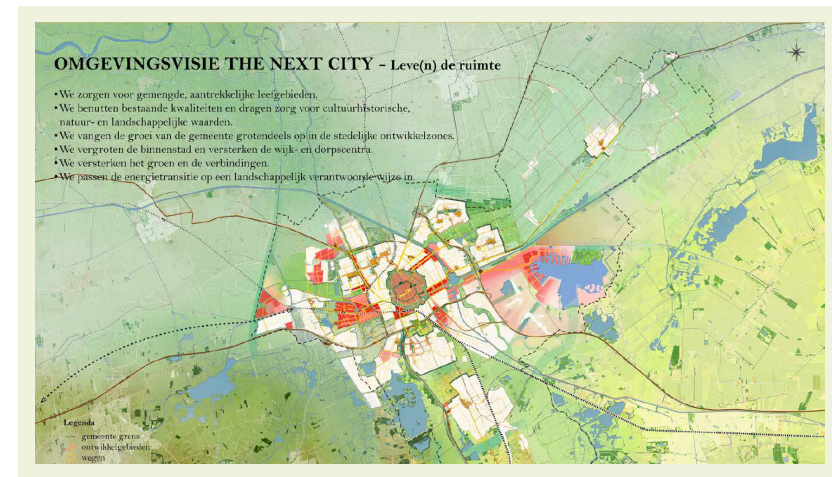 OMGEVINGSVISIE THE NEXT CITY - Leve(n) de ruimte
• We zorgen voor gemengde, aantrekkelijke leefgebieden.
• We benutten bestaande kwaliteiten en dragen zorg voor cultuurhistorische,
natuur- en landschappelijke waarden.
• We vangen de groei van de gemeente grotendeels op in de stedelijke ontwikkelzones.
• We vergroten de binnenstad en versterken de wijk- en dorpscentra.
• We versterken het groen en de verbindingen.
• We passen de energietransitie op een landschappelijk verantwoorde wijze in.
Legenda
gemeente grens
ontwikkelgebieden
wegen